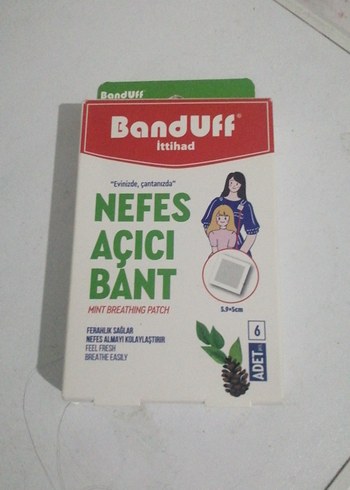 BandUff
BandUff®
İttihad
"Evinizde, çantanızda"
NEFES
AÇICI
BANT
MINT BREATHING PATCH
5.9*5cm
FERAHLIK SAĞLAR
NEFES ALMAYI KOLAYLAŞTIRIR
FEEL FRESH
BREATHE EASILY
6
ADET